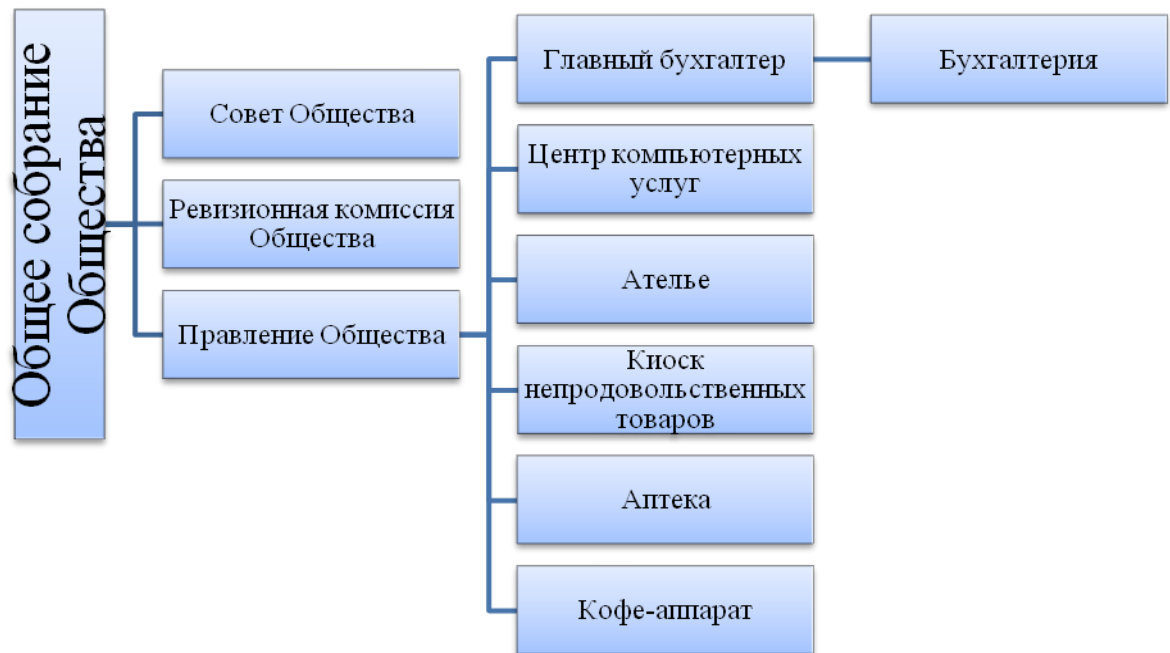 Общее собрание
Общества
Совет Общества
Ревизионная комиссия
Общества
Правление Общества
Главный бухгалтер
Бухгалтерия
Центр компьютерных
услуг
Ателье
Киоск
непродовольственных
товаров
Аптека
Кофе-аппарат